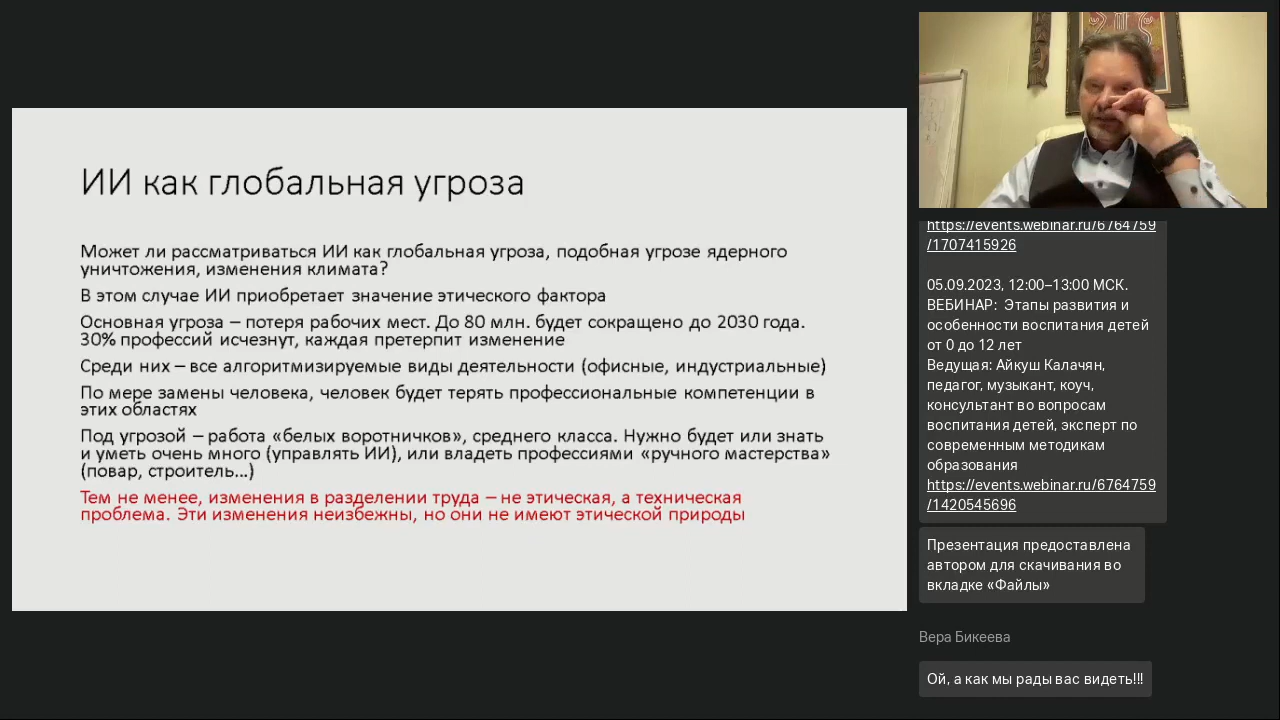 ИИ как глобальная угроза
Может ли рассматриваться ИИ как глобальная угроза, подобная угрозе ядерного
уничтожения, изменения климата?
В этом случае ИИ приобретает значение этического фактора
Основная угроза – потеря рабочих мест. До 80 млн. будет сокращено до 2030 года.
30% профессий исчезнут, каждая претерпит изменение
Среди них – все алгоритмизируемые виды деятельности (офисные, индустриальные)
По мере замены человека, человек будет терять профессиональные компетенции в
этих областях
Под угрозой – работа «белых воротничков», среднего класса. Нужно будет или знать
и уметь очень много (управлять ИИ), или владеть профессиями «ручного мастерства»
(повар, строитель...)
Тем не менее, изменения в разделении труда – не этическая, а техническая
проблема. Эти изменения неизбежны, но они не имеют этической природы
https://events.webinar.ru/6764759
/1707415926
05.09.2023, 12:00–13:00 МСК.
ВЕБИНАР: Этапы развития и
особенности воспитания детей
от 0 до 12 лет
Ведущая: Айкуш Калачян,
педагог, музыкант, коуч,
консультант во вопросам
воспитания детей, эксперт по
современным методикам
образования
https://events.webinar.ru/6764759
/1420545696
Презентация предоставлена
автором для скачивания во
вкладке «Файлы»
Вера Бикеева
Ой, а как мы рады вас видеть!!!